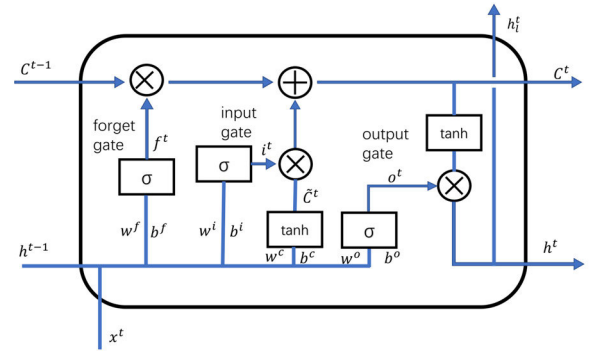 h_l^t
C^{t-1}
C^t
forget
gate
f^t
input
gate
i^t
output
gate
tanh
σ
σ
o^t
C̃^t
w^f b^f
w^i b^i
tanh
σ
h^{t-1}
w^c b^c
w^o b^o
h^t
x^t